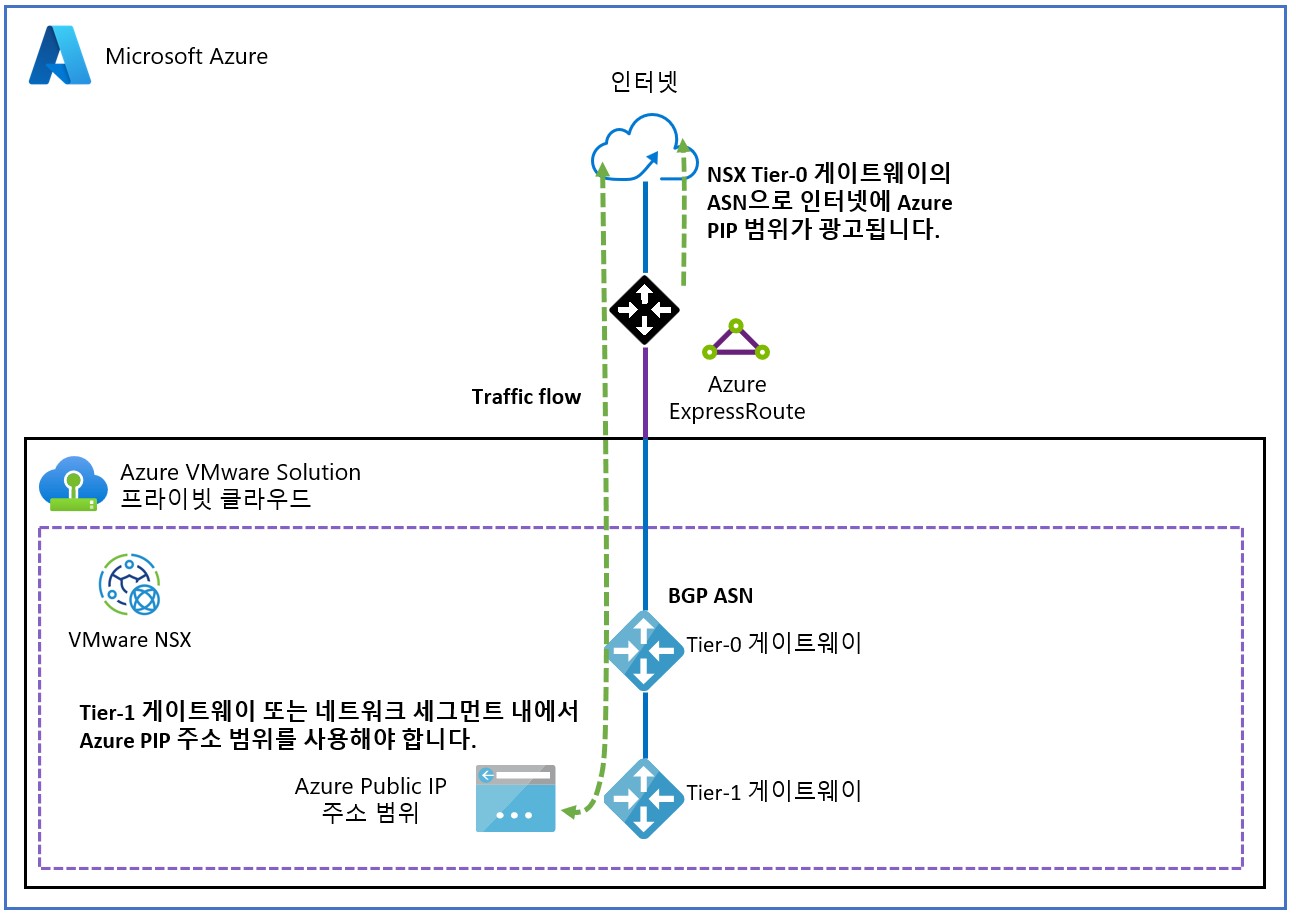 Microsoft Azure
인터넷
NSX Tier-0 게이트웨이의
ASN으로 인터넷에 Azure
PIP 범위가 광고됩니다.
Azure
ExpressRoute
Traffic flow
Azure VMware Solution
프라이빗 클라우드
VMware NSX
BGP ASN
Tier-0 게이트웨이
Tier-1 게이트웨이 또는 네트워크 세그먼트 내에서
Azure PIP 주소 범위를 사용해야 합니다.
Azure Public IP
주소 범위
Tier-1 게이트웨이